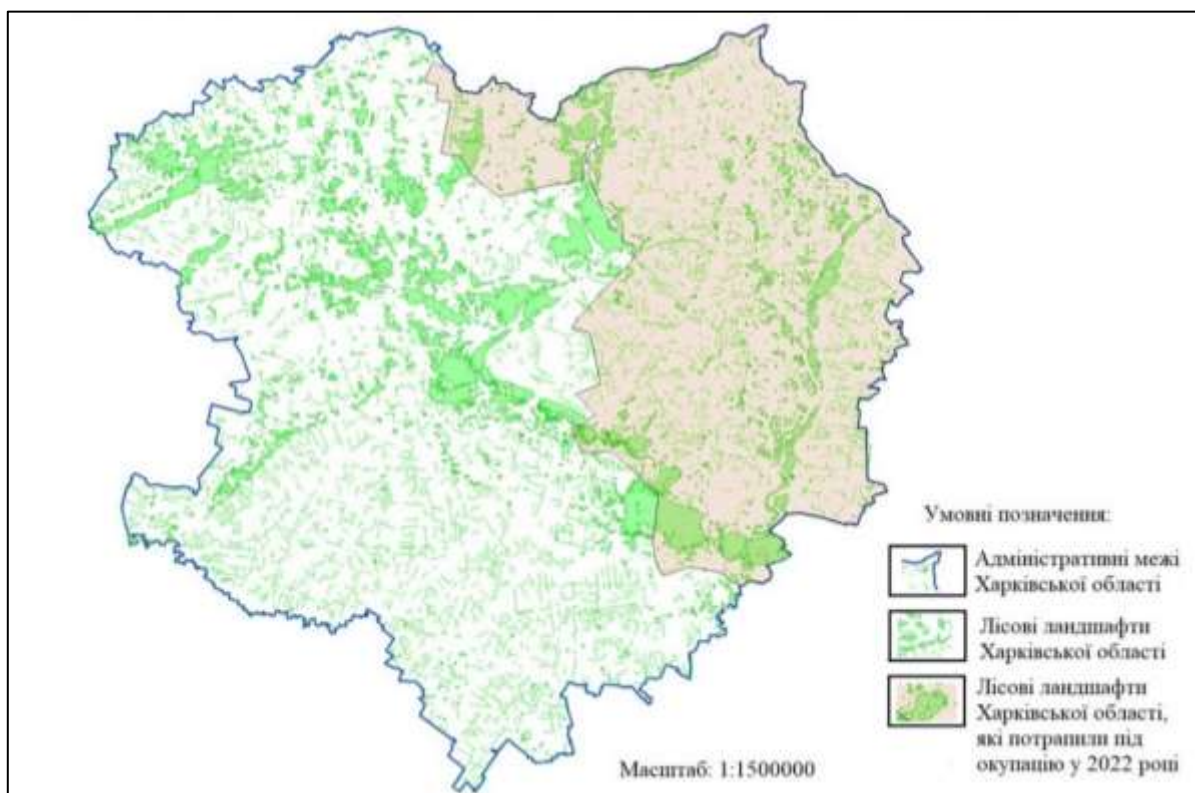 Умовні позначення:
Адміністративні межі
Харківської області
Лісові ландшафти
Харківської області
Лісові ландшафти
Харківської області,
які потрапили під
окупацію у 2022 році
Масштаб: 1:1500000